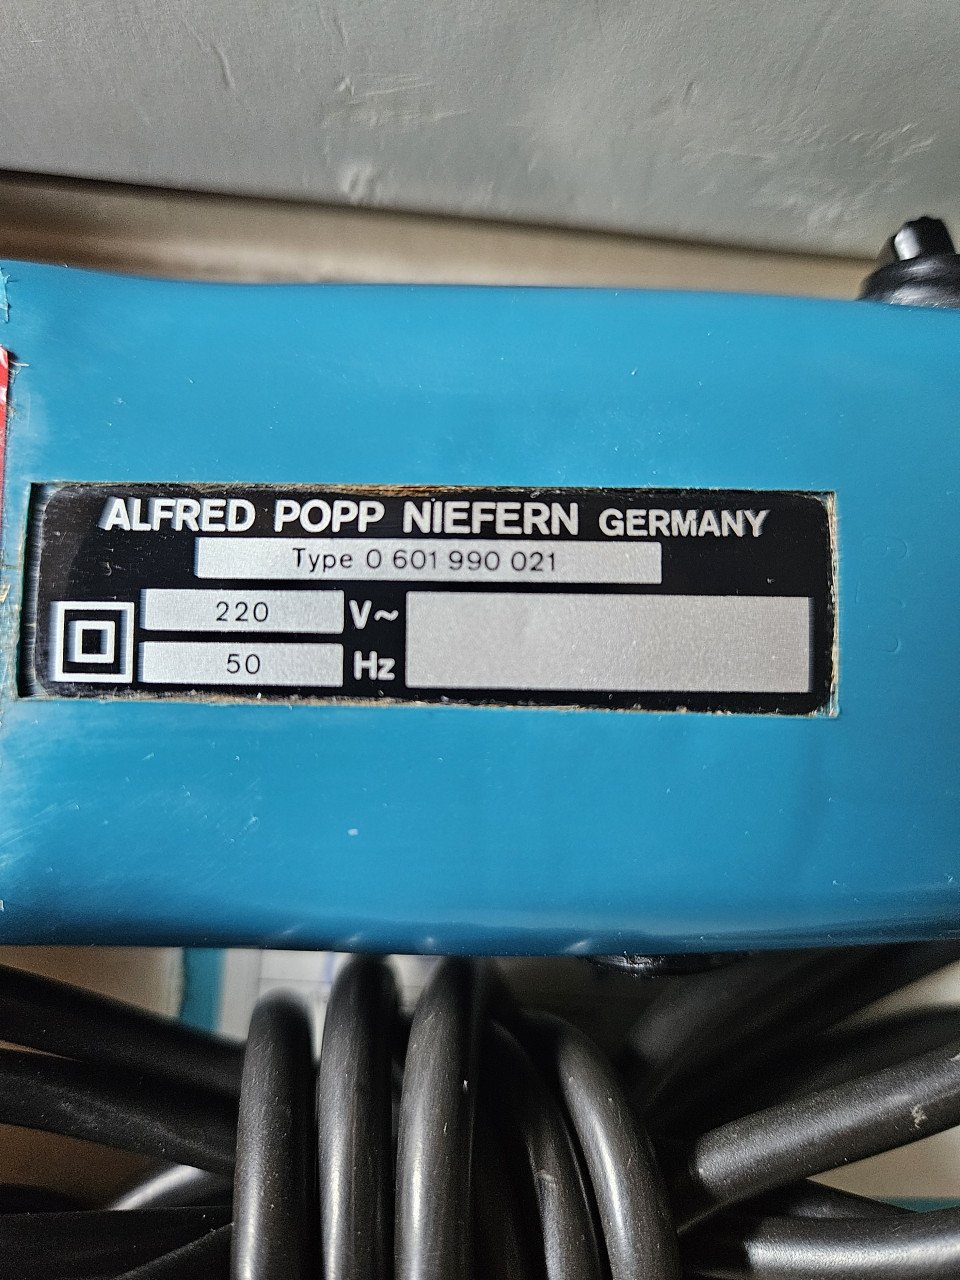 ALFRED POPP NIEFERN GERMANY
Type 0 601 990 021
220 V~
50 Hz